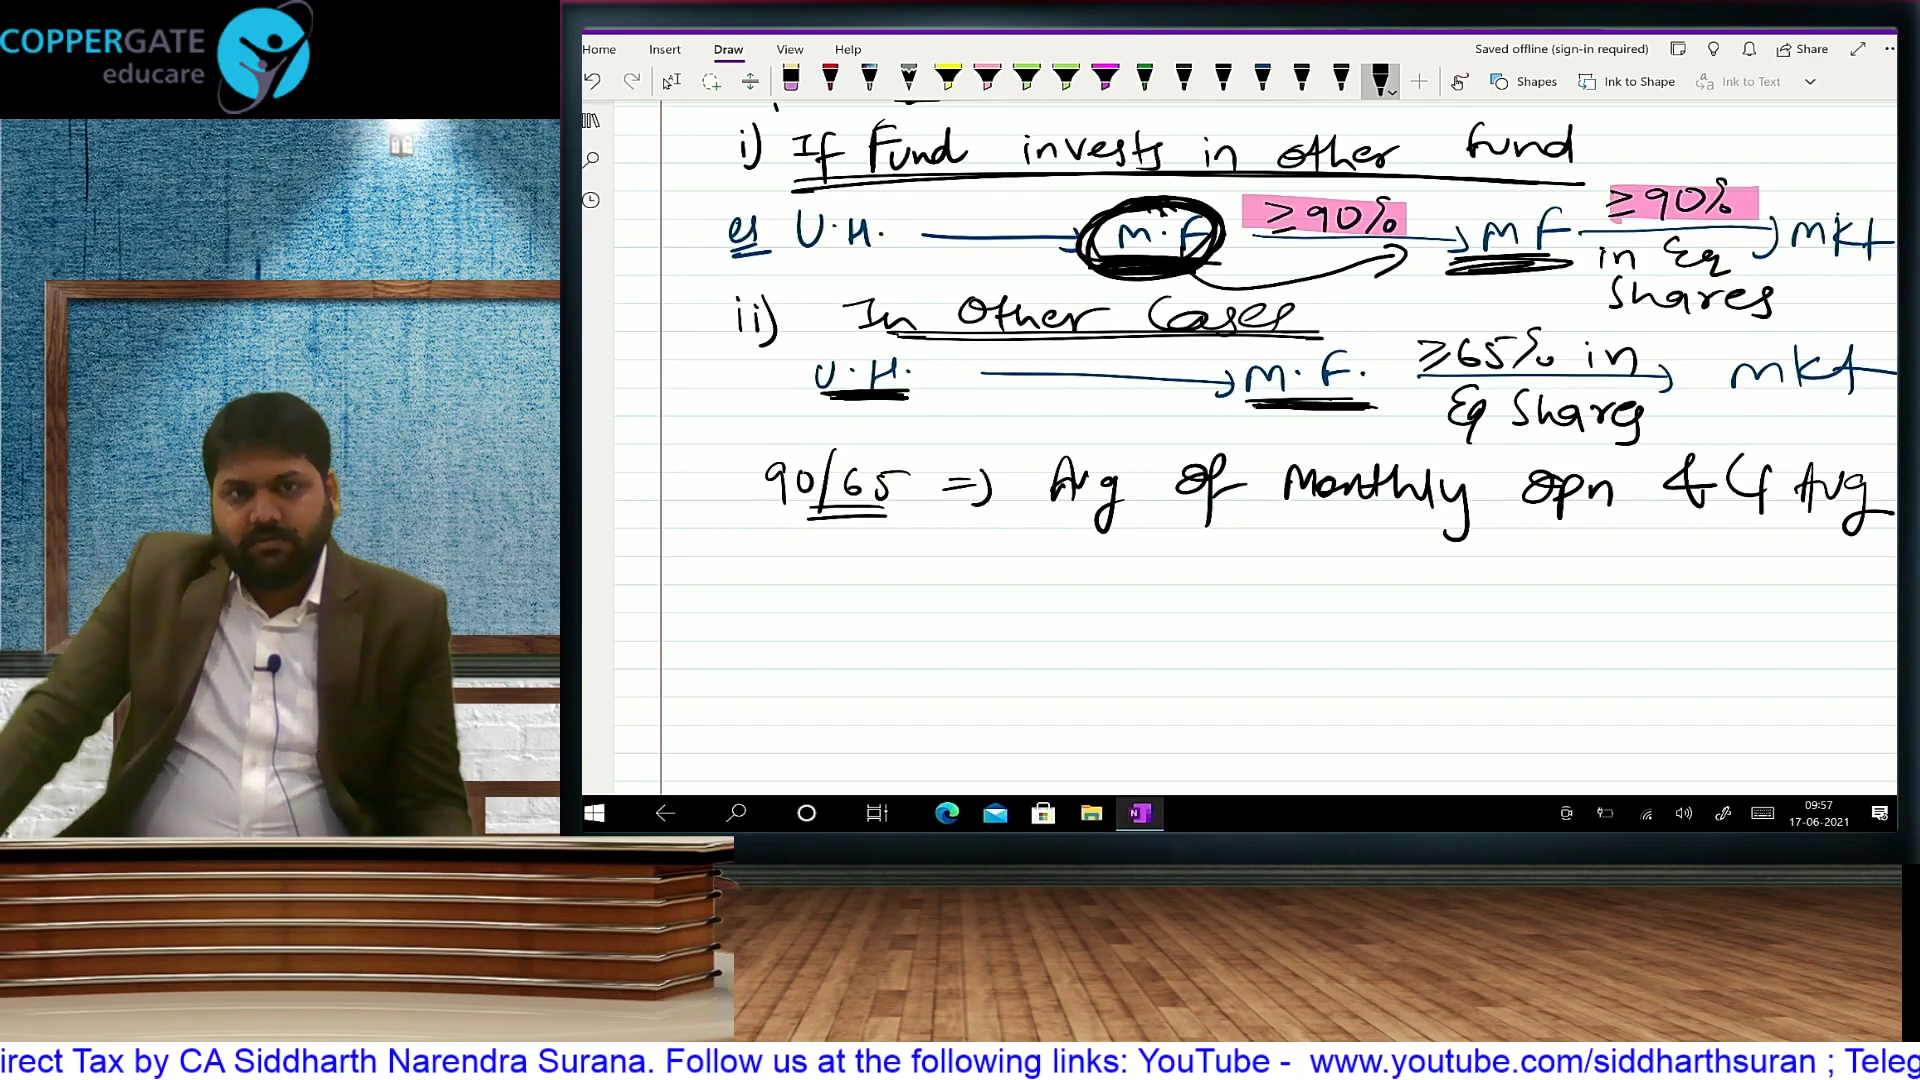 COPPERGATE
educare
Home Insert Draw View Help Saved offline (sign-in required) Share
Shapes Ink to Shape Ink to Text
i) If Fund invests in other fund
eg U.H. M.F ≥90% MF ≥90% mkt
in Eq
Shares
ii) In Other Cases
U.H. M.F. ≥65% in mkt
Eq Shares
90/65 => Avg of Monthly opn & Cl Avg
09:57
17-06-2021
irect Tax by CA Siddharth Narendra Surana. Follow us at the following links: YouTube - www.youtube.com/siddharthsuran ; Teleg